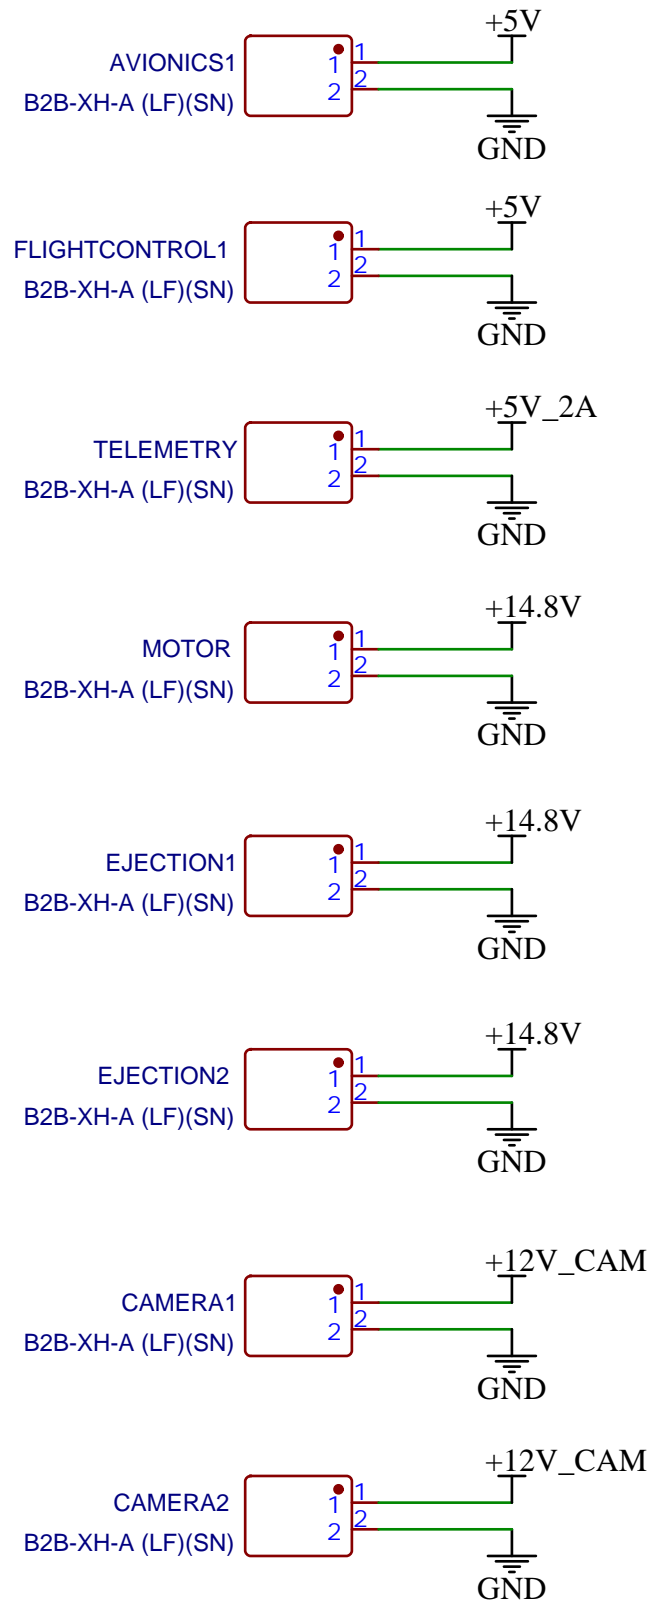 +5V
AVIONICS1 1 1
B2B-XH-A (LF)(SN) 2 2
GND
+5V
FLIGHTCONTROL1 1 1
B2B-XH-A (LF)(SN) 2 2
GND
+5V_2A
TELEMETRY 1 1
B2B-XH-A (LF)(SN) 2 2
GND
+14.8V
MOTOR 1 1
B2B-XH-A (LF)(SN) 2 2
GND
+14.8V
EJECTION1 1 1
B2B-XH-A (LF)(SN) 2 2
GND
+14.8V
EJECTION2 1 1
B2B-XH-A (LF)(SN) 2 2
GND
+12V_CAM
CAMERA1 1 1
B2B-XH-A (LF)(SN) 2 2
GND
+12V_CAM
CAMERA2 1 1
B2B-XH-A (LF)(SN) 2 2
GND